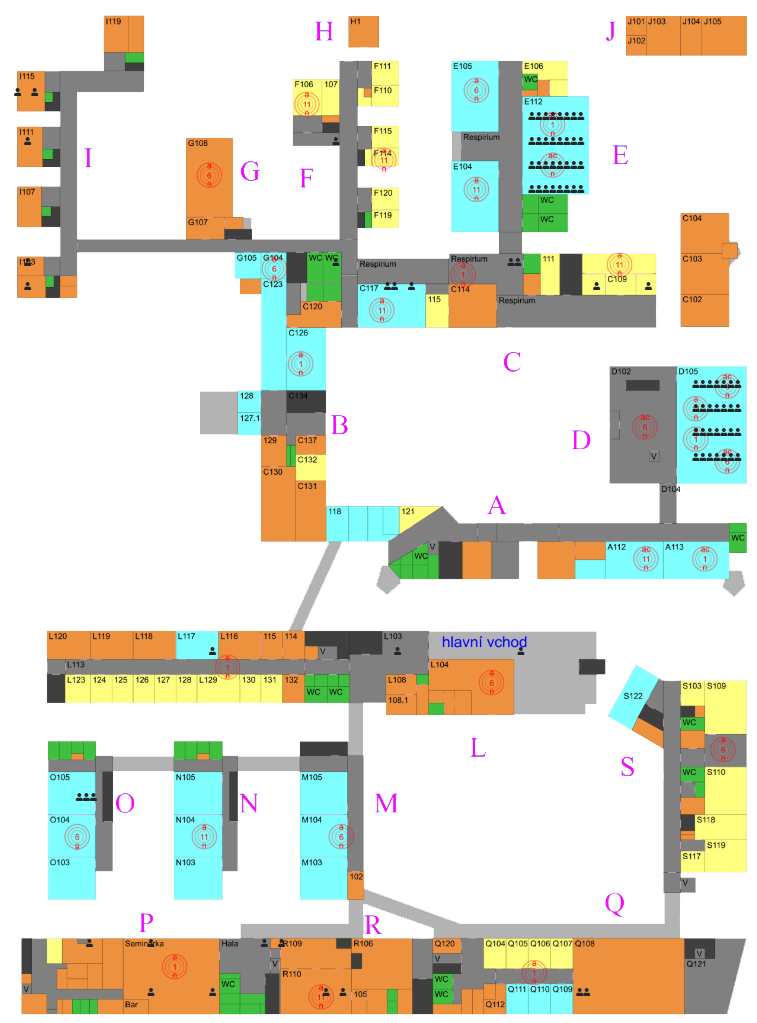 I119
H
H1
J
J101
J103
J104
J105
J102
I115
F111
F110
E105
E106
WC
a
6
n
F106
107
a
11
n
E112
ac
1
n
I111
I
G108
G
F
F115
F114
11
n
Respirium
ac
6
n
E
a
6
n
E104
a
1
n
I107
G107
F120
F119
WC
WC
C104
C103
C102
I103
G105
G104
6
n
WC
WC
Respirium
Respirium
a
1
n
111
a
11
n
C109
C123
C120
C117
a
11
n
115
C114
Respirium
C126
a
1
n
C
D102
D105
ac
11
n
a
6
n
128
127.1
C134
B
D
ac
6
n
V
a
1
n
ac
6
n
129
C137
C130
C132
C131
D104
A
118
121
V
WC
WC
A112
ac
11
n
A113
ac
1
n
L120
L119
L118
L117
L116
115
114
V
L103
hlavní vchod
L113
a
1
n
L104
a
6
n
L123
124
125
126
127
128
L129
130
131
132
WC
WC
L108
108.1
L
S122
S103
S109
WC
a
6
n
S
WC
S110
S118
S119
S117
V
O105
O
N105
N
M105
M
O104
a
6
g
N104
a
11
n
M104
a
6
n
O103
N103
M103
102
P
R
Q
Seminárka
a
1
n
Hala
R109
R106
V
Q120
V
Q104
Q105
Q106
Q107
Q108
V
Q121
R110
a
11
n
WC
WC
WC
a
1
n
V
Bar
105
Q112
Q111
Q110
Q109